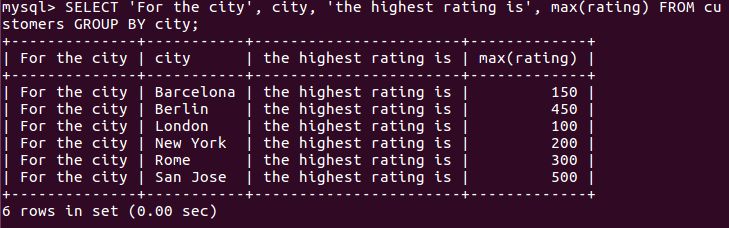 mysql> SELECT 'For the city', city, 'the highest rating is', max(rating) FROM cu
stomers GROUP BY city;
+--------------+-----------+-----------------------+-------------+
| For the city | city      | the highest rating is | max(rating) |
+--------------+-----------+-----------------------+-------------+
| For the city | Barcelona | the highest rating is |         150 |
| For the city | Berlin    | the highest rating is |         450 |
| For the city | London    | the highest rating is |         100 |
| For the city | New York  | the highest rating is |         200 |
| For the city | Rome      | the highest rating is |         300 |
| For the city | San Jose  | the highest rating is |         500 |
+--------------+-----------+-----------------------+-------------+
6 rows in set (0.00 sec)